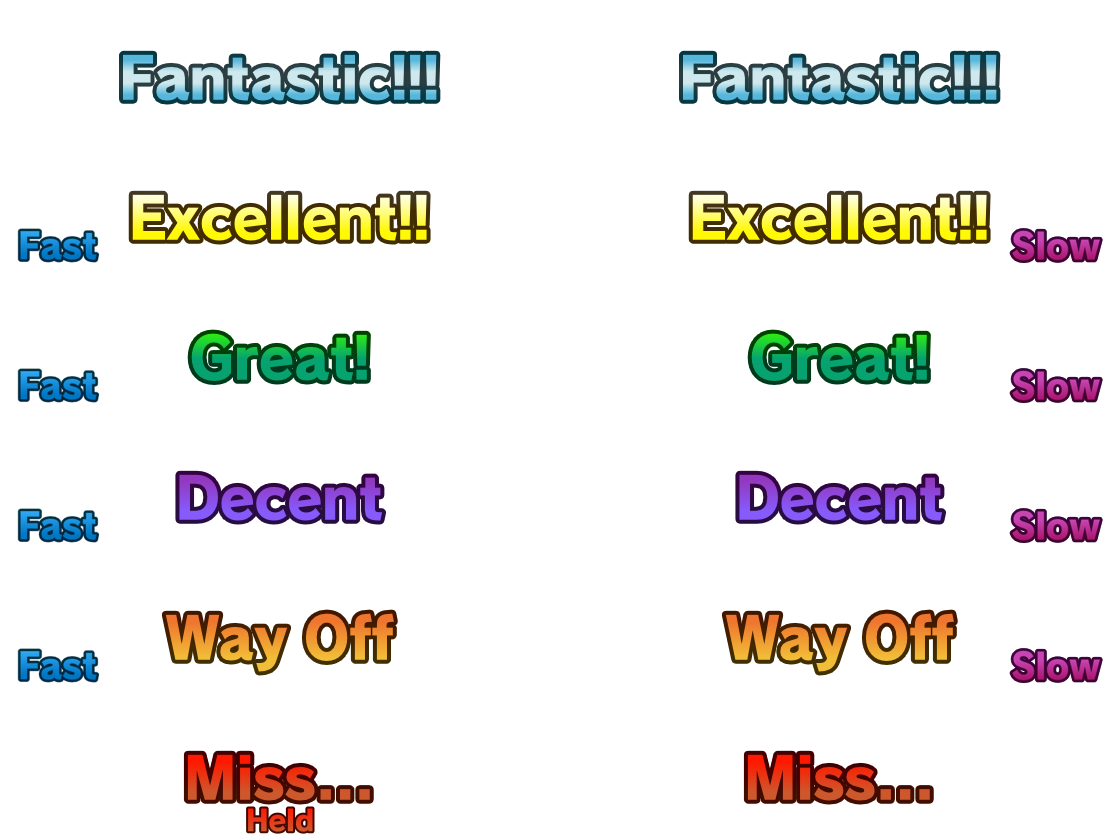 Fantastic!!! Fantastic!!!
Fast Excellent!! Excellent!! Slow
Fast Great! Great! Slow
Fast Decent Decent Slow
Fast Way Off Way Off Slow
Miss... Miss...
Held